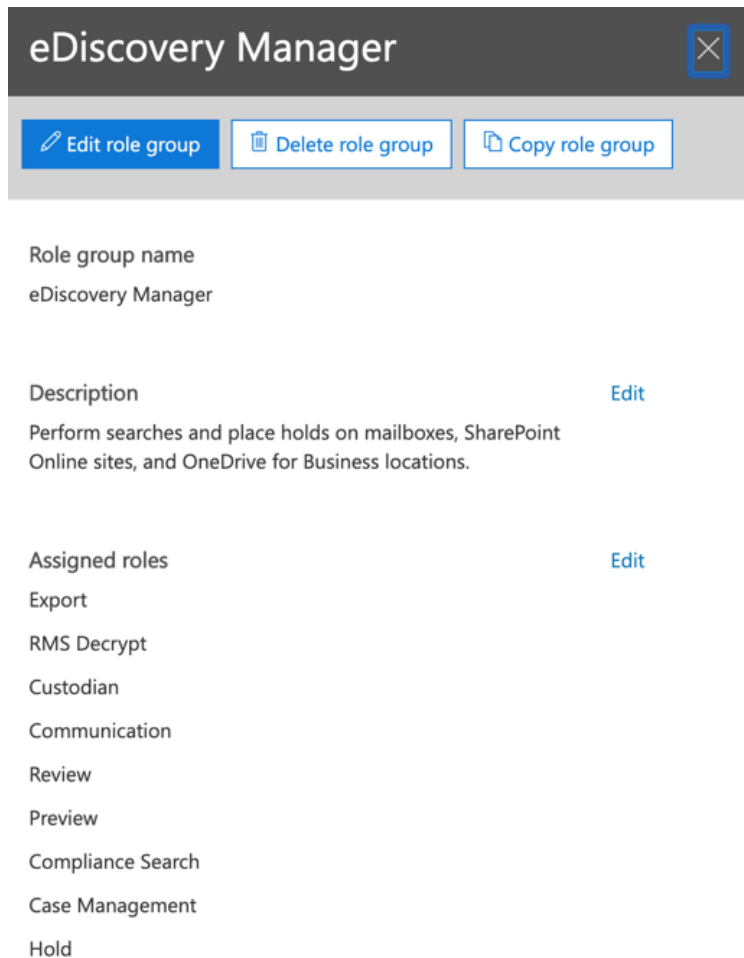 eDiscovery Manager
Edit role group
Delete role group
Copy role group
Role group name
eDiscovery Manager
Description
Edit
Perform searches and place holds on mailboxes, SharePoint
Online sites, and OneDrive for Business locations.
Assigned roles
Edit
Export
RMS Decrypt
Custodian
Communication
Review
Preview
Compliance Search
Case Management
Hold